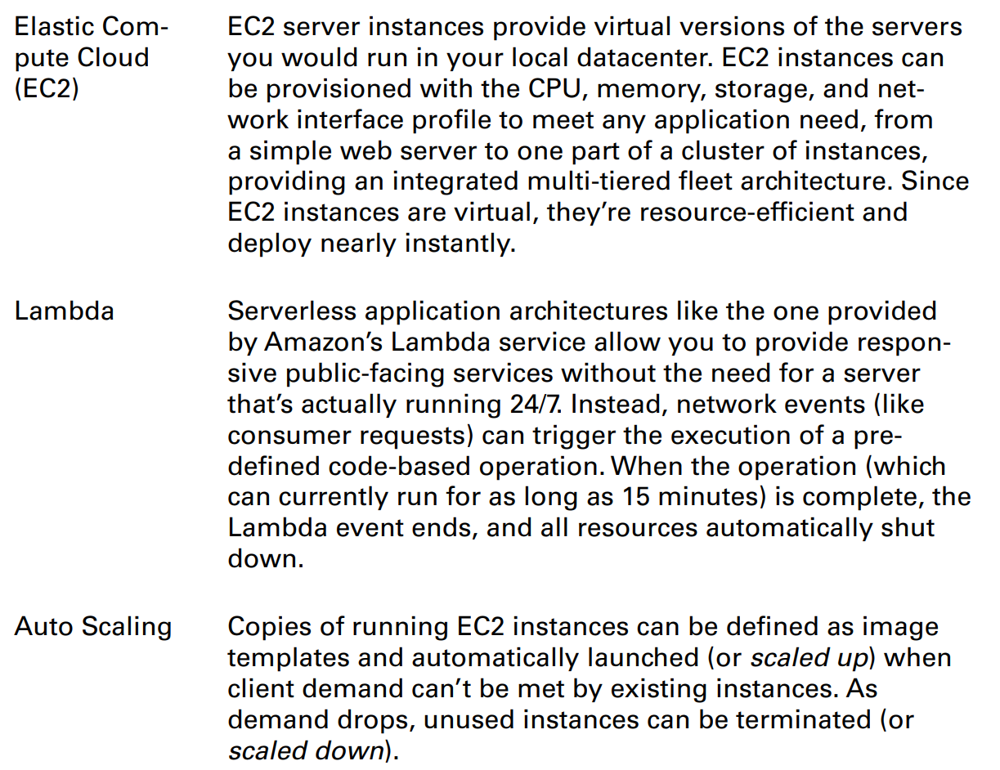 Elastic Com-
pute Cloud
(EC2)
EC2 server instances provide virtual versions of the servers
you would run in your local datacenter. EC2 instances can
be provisioned with the CPU, memory, storage, and net-
work interface profile to meet any application need, from
a simple web server to one part of a cluster of instances,
providing an integrated multi-tiered fleet architecture. Since
EC2 instances are virtual, they’re resource-efficient and
deploy nearly instantly.
Lambda
Serverless application architectures like the one provided
by Amazon’s Lambda service allow you to provide respon-
sive public-facing services without the need for a server
that’s actually running 24/7. Instead, network events (like
consumer requests) can trigger the execution of a pre-
defined code-based operation. When the operation (which
can currently run for as long as 15 minutes) is complete, the
Lambda event ends, and all resources automatically shut
down.
Auto Scaling
Copies of running EC2 instances can be defined as image
templates and automatically launched (or scaled up) when
client demand can’t be met by existing instances. As
demand drops, unused instances can be terminated (or
scaled down).